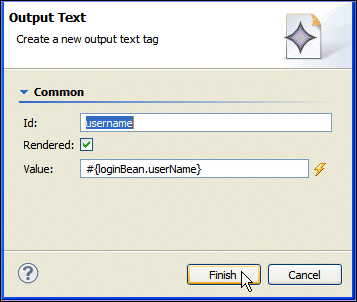 Output Text
Create a new output text tag
Common
Id: username
Rendered:
Value: #{loginBean.userName}
? Finish Cancel